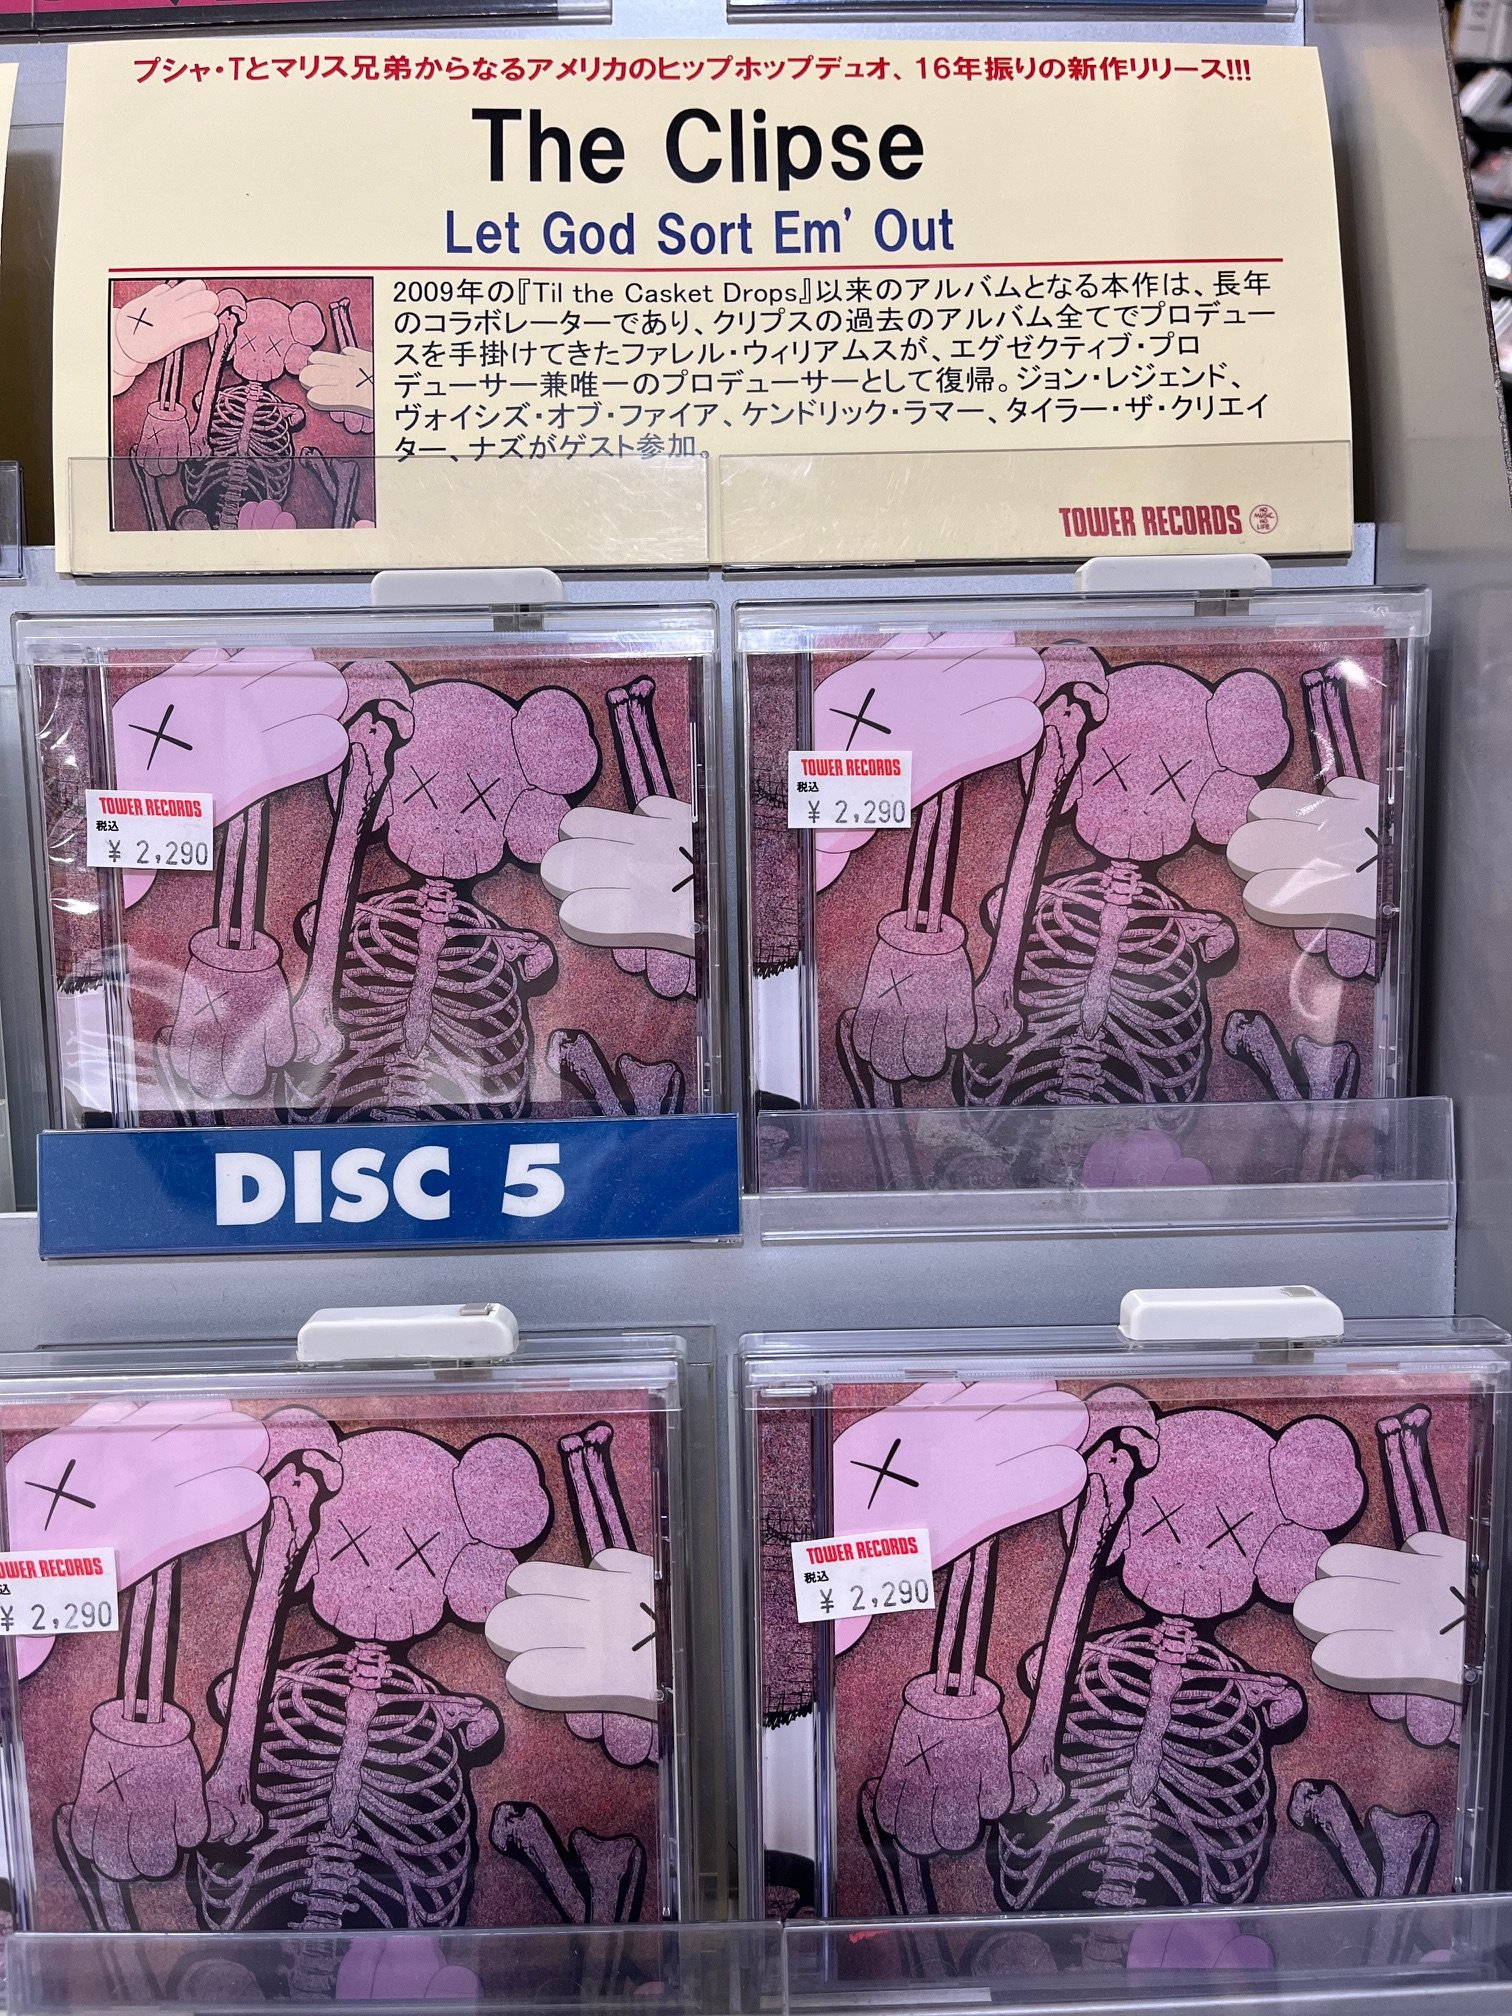 プシャ・Tとマリス兄弟からなるアメリカのヒップホップデュオ、16年振りの新作リリース!!!
The Clipse
Let God Sort Em' Out
2009年の『Til the Casket Drops』以来のアルバムとなる本作は、長年
のコラボレーターであり、クリプスの過去のアルバム全てでプロデュー
スを手掛けてきたファレル・ウィリアムスが、エグゼクティブ・プロ
デューサー兼唯一のプロデューサーとして復帰。ジョン・レジェンド、
ヴォイシズ・オブ・ファイア、ケンドリック・ラマー、タイラー・ザ・クリエイ
ター、ナズがゲスト参加。
TOWER RECORDS
NO MUSIC, NO LIFE.
TOWER RECORDS
税込
¥ 2,290
TOWER RECORDS
税込
¥ 2,290
DISC 5
TOWER RECORDS
込
¥ 2,290
TOWER RECORDS
税込
¥ 2,290